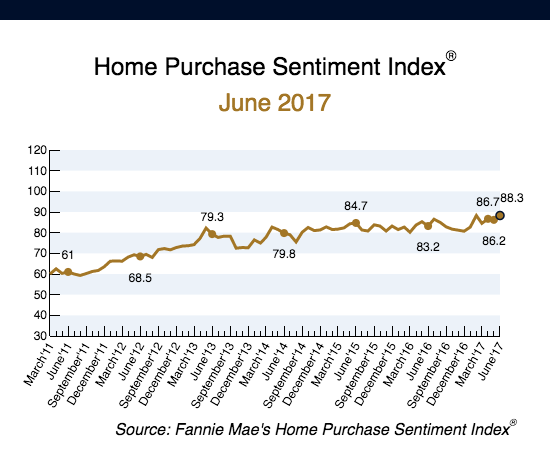 Home Purchase Sentiment Index®
June 2017
120
110
100
90
80
70
60
50
40
30
61
68.5
79.3
79.8
84.7
83.2
86.7
86.2
88.3
March'11
June'11
September'11
December'11
March'12
June'12
September'12
December'12
March'13
June'13
September'13
December'13
March'14
June'14
September'14
December'14
March'15
June'15
September'15
December'15
March'16
June'16
September'16
December'16
March'17
June'17
Source: Fannie Mae's Home Purchase Sentiment Index®